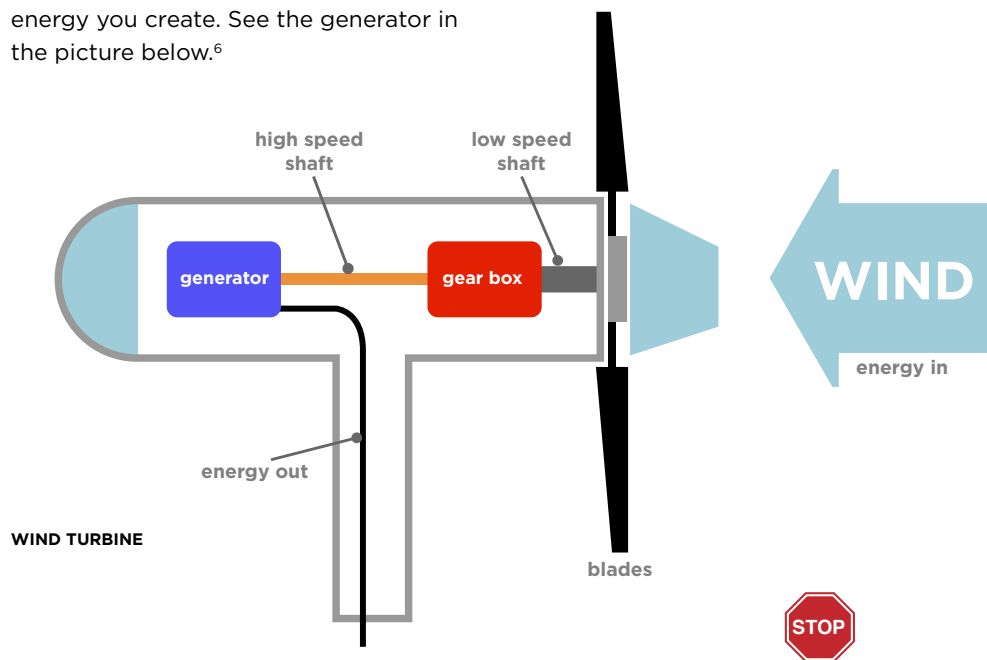 energy you create. See the generator in
the picture below.⁶
high speed
shaft
low speed
shaft
generator
gear box
WIND
energy in
energy out
WIND TURBINE
blades
STOP